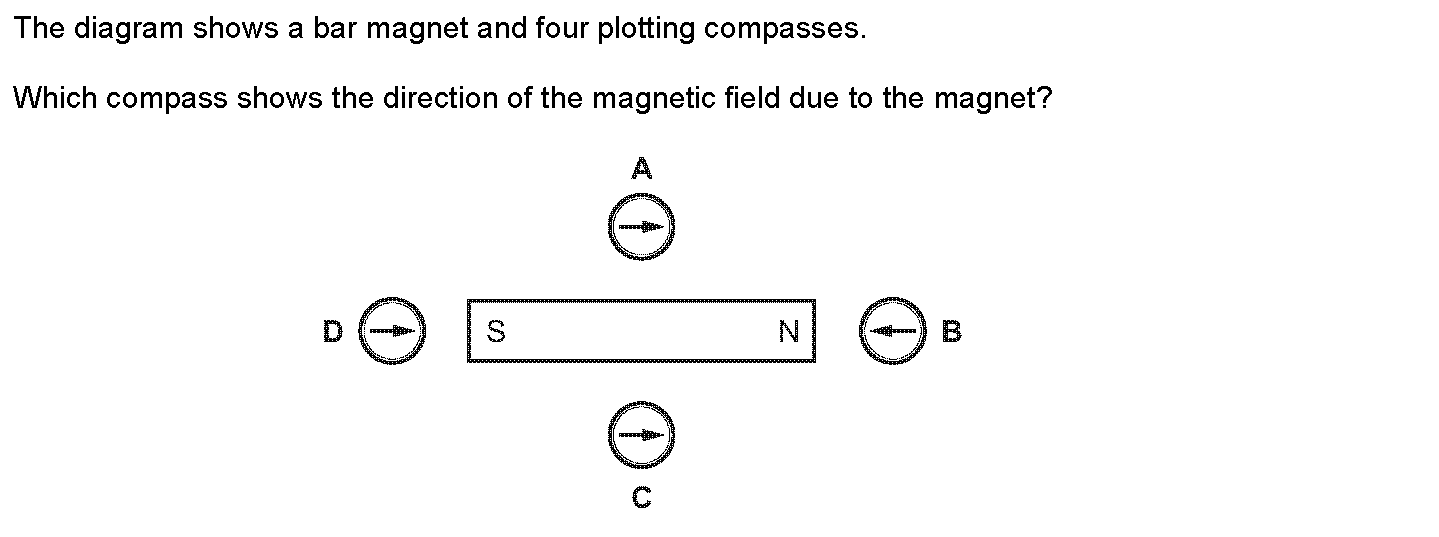 The diagram shows a bar magnet and four plotting compasses.
Which compass shows the direction of the magnetic field due to the magnet?
A
D S N B
C